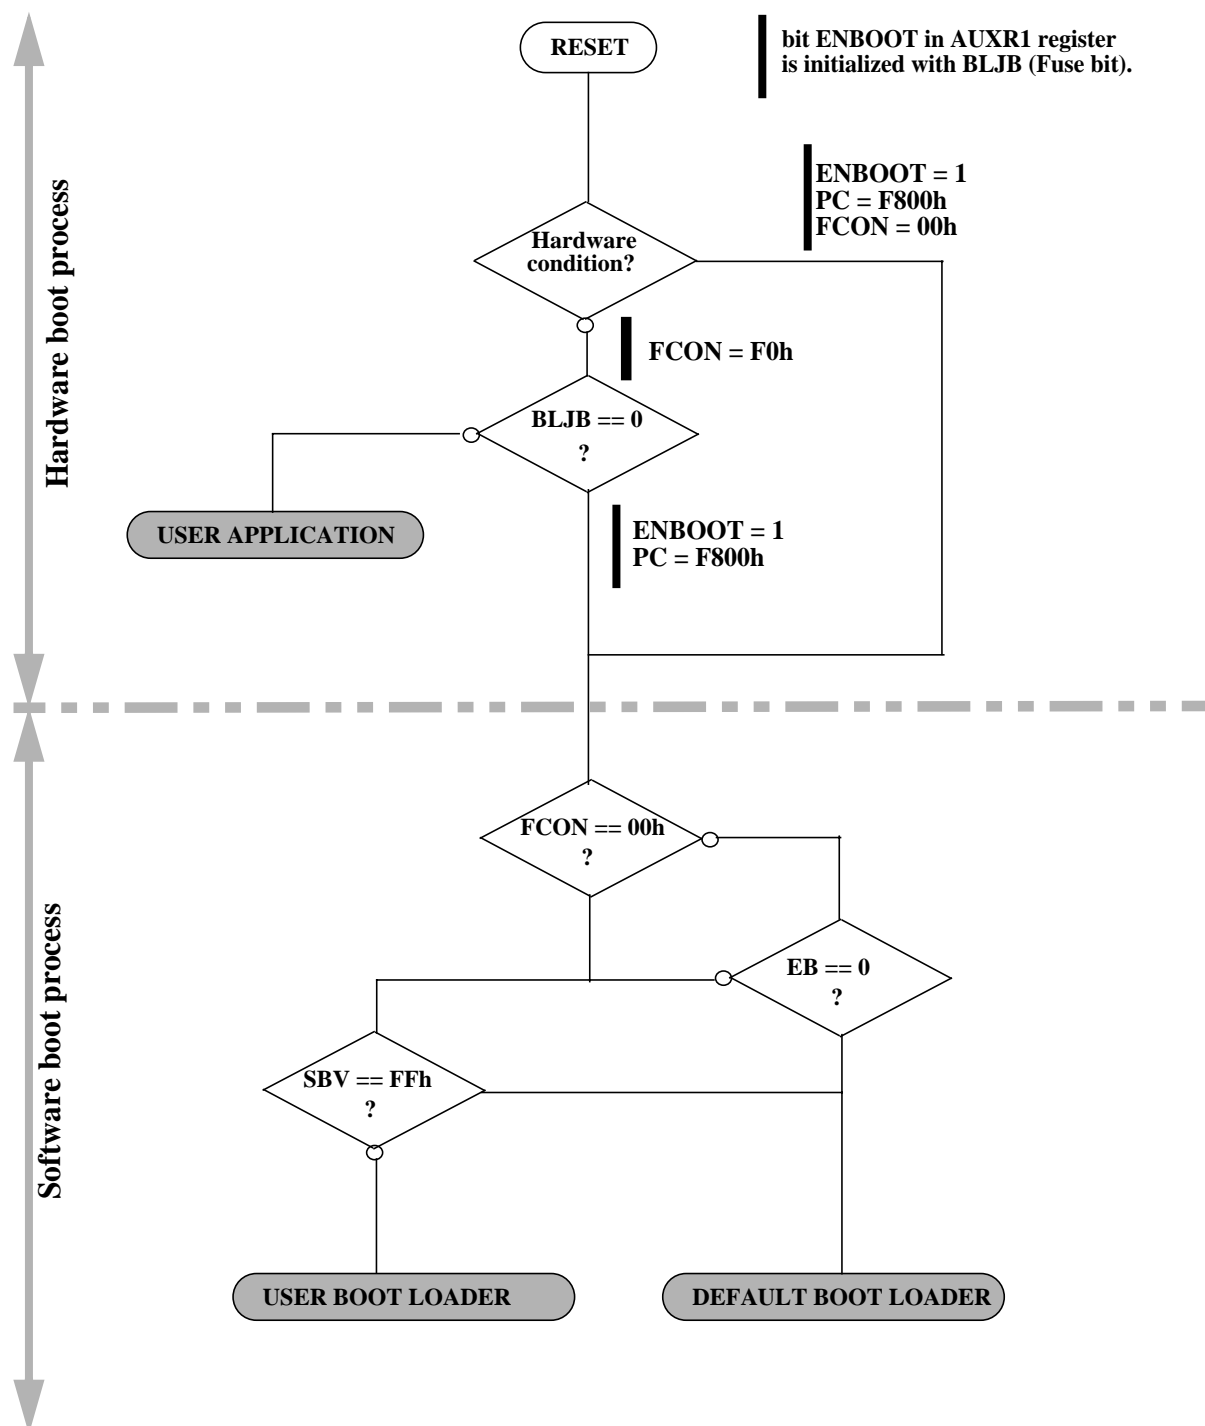 RESET
bit ENBOOT in AUXR1 register
is initialized with BLJB (Fuse bit).
Hardware boot process
ENBOOT = 1
PC = F800h
FCON = 00h
Hardware
condition?
FCON = F0h
BLJB == 0
?
USER APPLICATION
ENBOOT = 1
PC = F800h
Software boot process
FCON == 00h
?
EB == 0
?
SBV == FFh
?
USER BOOT LOADER
DEFAULT BOOT LOADER